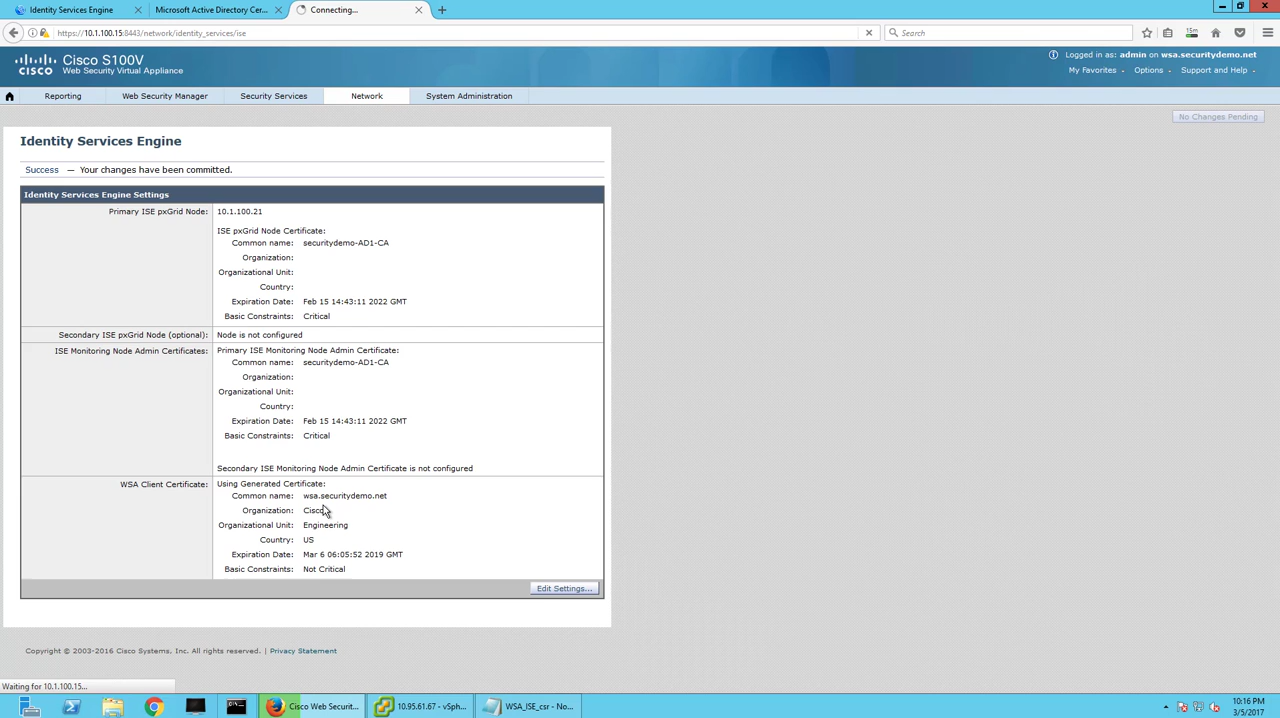 Identity Services Engine
Microsoft Active Directory Cer...
Connecting...
https://10.1.100.15:8443/network/identity_services/ise
Search
15m
cisco
Cisco S100V
Web Security Virtual Appliance
Logged in as: admin on wsa.securitydemo.net
My Favorites
Options
Support and Help
Reporting
Web Security Manager
Security Services
Network
System Administration
No Changes Pending
Identity Services Engine
Success — Your changes have been committed.
Identity Services Engine Settings
Primary ISE pxGrid Node: 10.1.100.21
ISE pxGrid Node Certificate:
Common name: securitydemo-AD1-CA
Organization:
Organizational Unit:
Country:
Expiration Date: Feb 15 14:43:11 2022 GMT
Basic Constraints: Critical
Secondary ISE pxGrid Node (optional): Node is not configured
ISE Monitoring Node Admin Certificates: Primary ISE Monitoring Node Admin Certificate:
Common name: securitydemo-AD1-CA
Organization:
Organizational Unit:
Country:
Expiration Date: Feb 15 14:43:11 2022 GMT
Basic Constraints: Critical
Secondary ISE Monitoring Node Admin Certificate is not configured
WSA Client Certificate: Using Generated Certificate:
Common name: wsa.securitydemo.net
Organization: Cisco
Organizational Unit: Engineering
Country: US
Expiration Date: Mar 6 06:05:52 2019 GMT
Basic Constraints: Not Critical
Edit Settings...
Copyright © 2003-2016 Cisco Systems, Inc. All rights reserved. | Privacy Statement
Waiting for 10.1.100.15...
Cisco Web Securit...
10.95.61.67 - vSph...
WSA_ISE_csr - No...
10:16 PM
3/5/2017